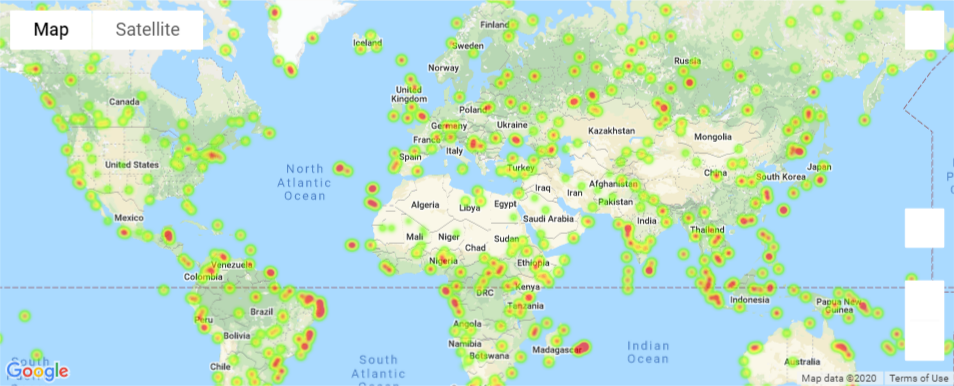 Map
Satellite
Iceland
Finland
Sweden
Norway
Russia
Canada
United
Kingdom
Poland
Germany
Ukraine
France
Kazakhstan
Mongolia
Italy
Spain
Turkey
United States
North
Atlantic
Ocean
China
South Korea
Japan
Afghanistan
Iraq
Iran
Pakistan
Algeria
Libya
Egypt
Saudi Arabia
India
Mexico
Mali
Niger
Chad
Sudan
Thailand
Nigeria
Ethiopia
Venezuela
Colombia
DRC
Kenya
Tanzania
Indonesia
Papua New
Guinea
Brazil
Peru
Bolivia
Angola
Namibia
Botswana
Madagascar
Indian
Ocean
Chile
South
Atlantic
Ocean
South
Australia
Google
Map data ©2020
Terms of Use